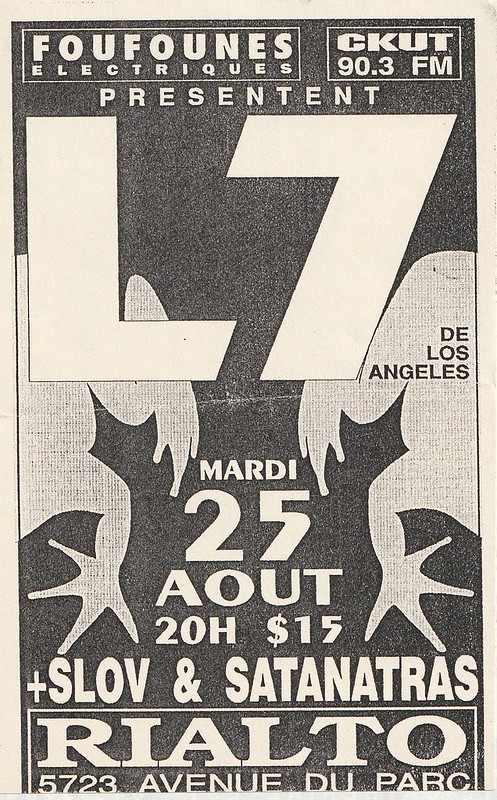 FOUFOUNES
ELECTRIQUES
CKUT
90.3 FM
PRESENTENT
L7
DE
LOS
ANGELES
MARDI
25
AOUT
20H $15
+SLOV & SATANATRAS
RIALTO
5723 AVENUE DU PARC